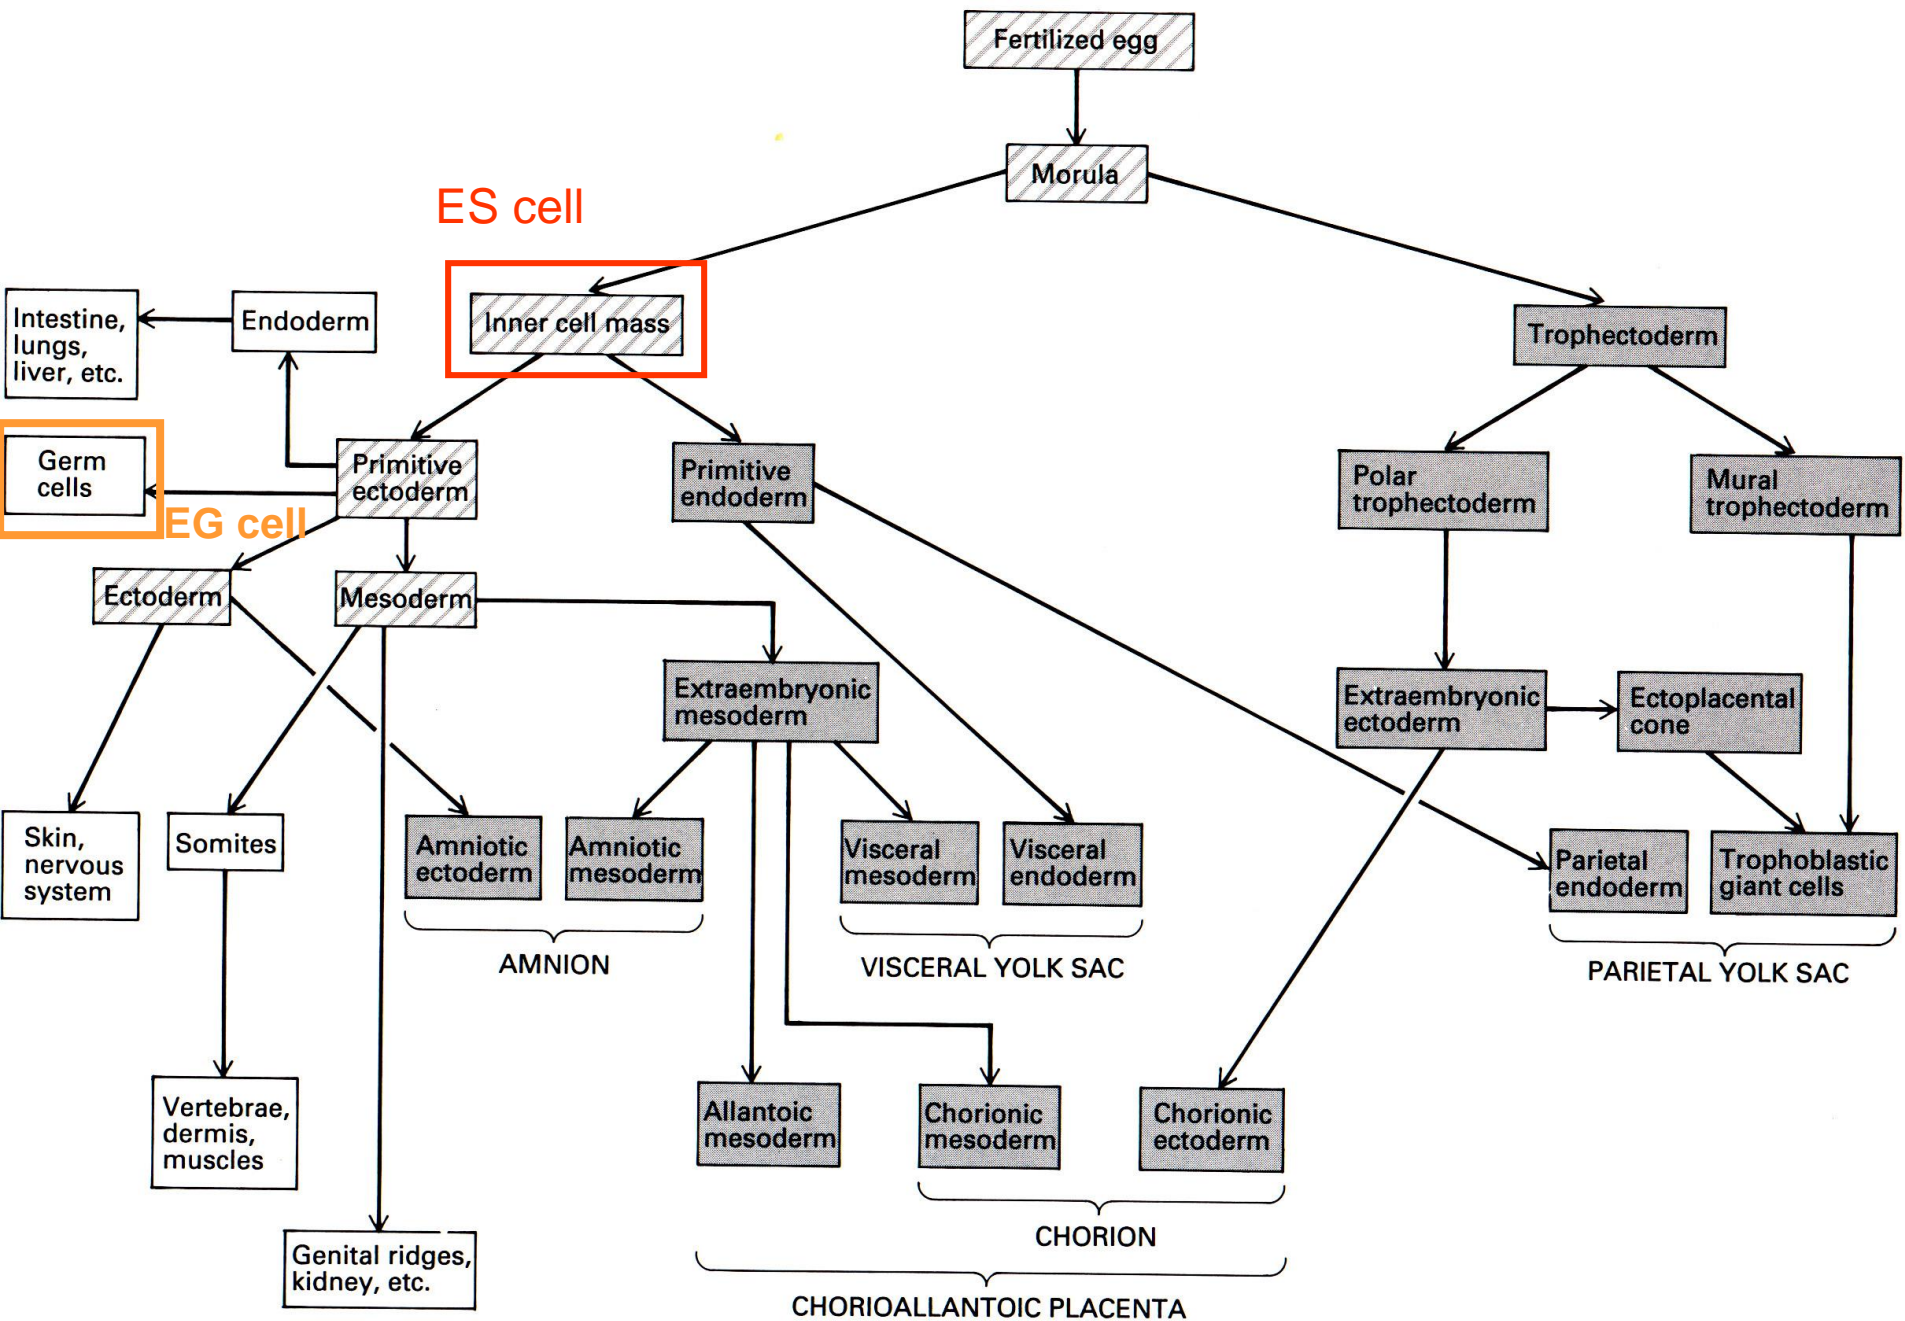 Fertilized egg
Morula
ES cell
Inner cell mass
Trophectoderm
Intestine,
lungs,
liver, etc.
Endoderm
Germ
cells
EG cell
Primitive
ectoderm
Primitive
endoderm
Polar
trophectoderm
Mural
trophectoderm
Ectoderm
Mesoderm
Extraembryonic
mesoderm
Extraembryonic
ectoderm
Ectoplacental
cone
Skin,
nervous
system
Somites
Amniotic
ectoderm
Amniotic
mesoderm
Visceral
mesoderm
Visceral
endoderm
Parietal
endoderm
Trophoblastic
giant cells
AMNION
VISCERAL YOLK SAC
PARIETAL YOLK SAC
Vertebrae,
dermis,
muscles
Allantoic
mesoderm
Chorionic
mesoderm
Chorionic
ectoderm
Genital ridges,
kidney, etc.
CHORION
CHORIOALLANTOIC PLACENTA